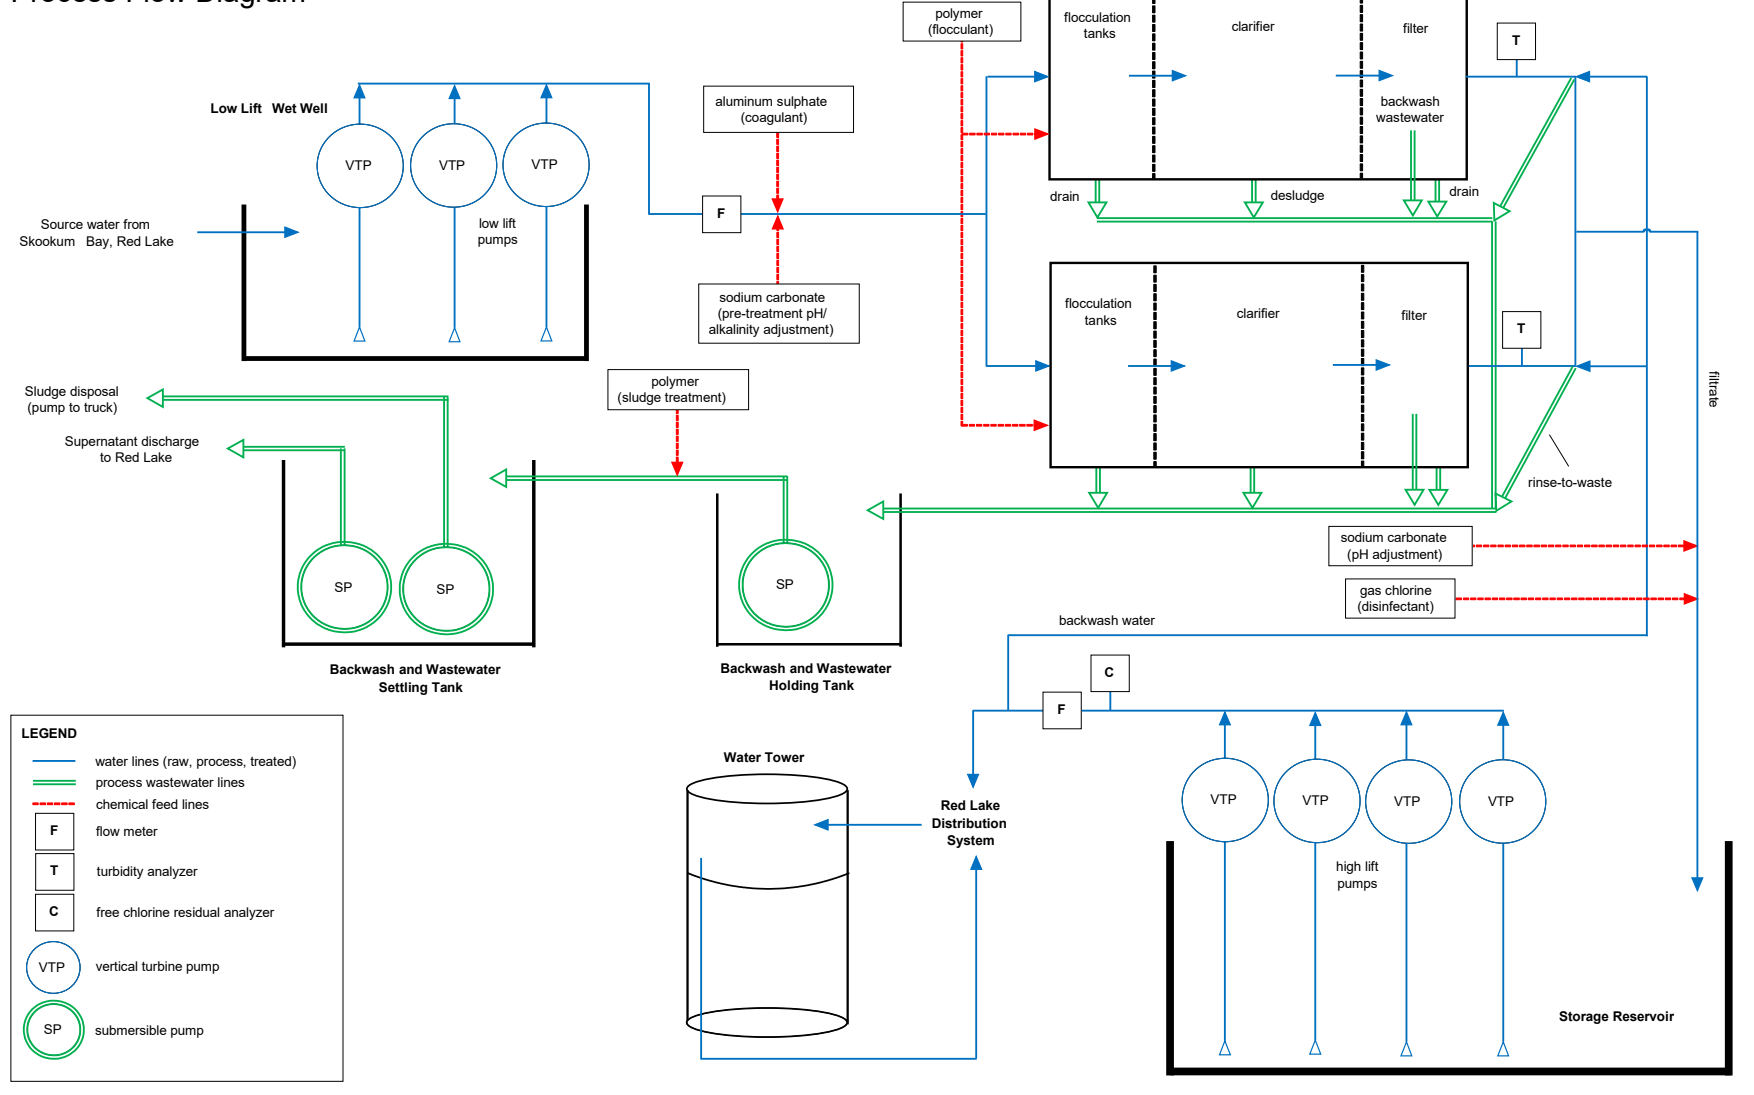 Process Flow Diagram
polymer
(flocculant)
flocculation
tanks
clarifier
filter
T
backwash
wastewater
drain
desludge
drain
Low Lift Wet Well
VTP
VTP
VTP
low lift
pumps
Source water from
Skookum Bay, Red Lake
aluminum sulphate
(coagulant)
F
sodium carbonate
(pre-treatment pH/
alkalinity adjustment)
flocculation
tanks
clarifier
filter
T
filtrate
rinse-to-waste
Sludge disposal
(pump to truck)
Supernatant discharge
to Red Lake
polymer
(sludge treatment)
SP
SP
SP
Backwash and Wastewater
Settling Tank
Backwash and Wastewater
Holding Tank
sodium carbonate
(pH adjustment)
gas chlorine
(disinfectant)
backwash water
C
F
Water Tower
Red Lake
Distribution
System
VTP
VTP
VTP
VTP
high lift
pumps
Storage Reservoir
LEGEND
water lines (raw, process, treated)
process wastewater lines
chemical feed lines
F
flow meter
T
turbidity analyzer
C
free chlorine residual analyzer
VTP
vertical turbine pump
SP
submersible pump